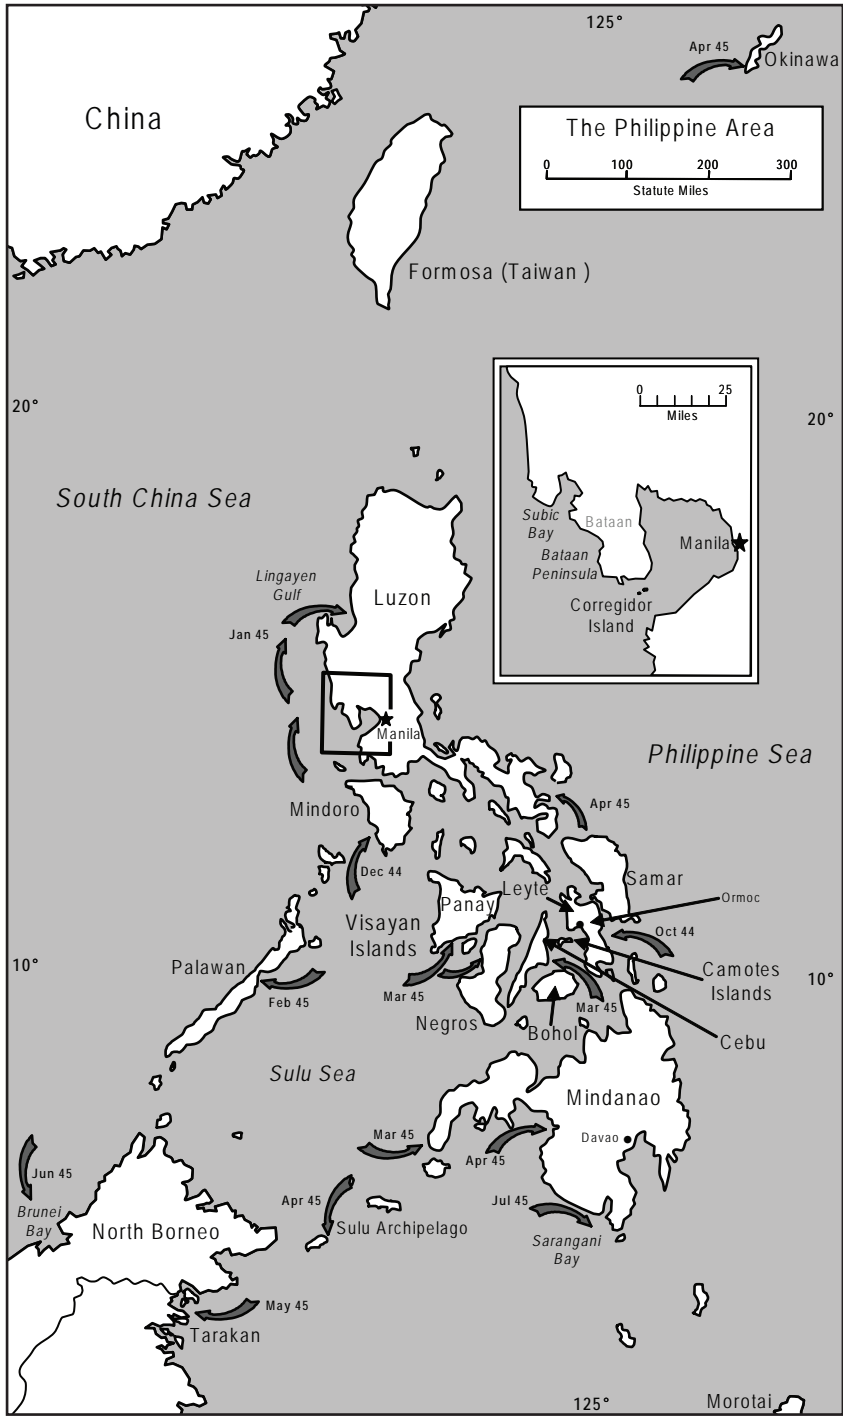 125°
Apr 45
Okinawa
China
The Philippine Area
0 100 200 300
Statute Miles
Formosa (Taiwan )
20°
20°
0 25
Miles
South China Sea
Subic
Bay
Bataan
Manila
Bataan
Peninsula
Corregidor
Island
Lingayen
Gulf
Luzon
Jan 45
Manila
Philippine Sea
Mindoro
Apr 45
Dec 44
Samar
Leyte
Ormoc
Panay
Visayan
Islands
Oct 44
Palawan
10°
10°
Camotes
Islands
Feb 45
Mar 45
Mar 45
Negros
Bohol
Cebu
Sulu Sea
Mindanao
Davao
Mar 45
Apr 45
Jun 45
Brunei
Bay
North Borneo
Apr 45
Sulu Archipelago
Jul 45
Sarangani
Bay
May 45
Tarakan
125°
Morotai